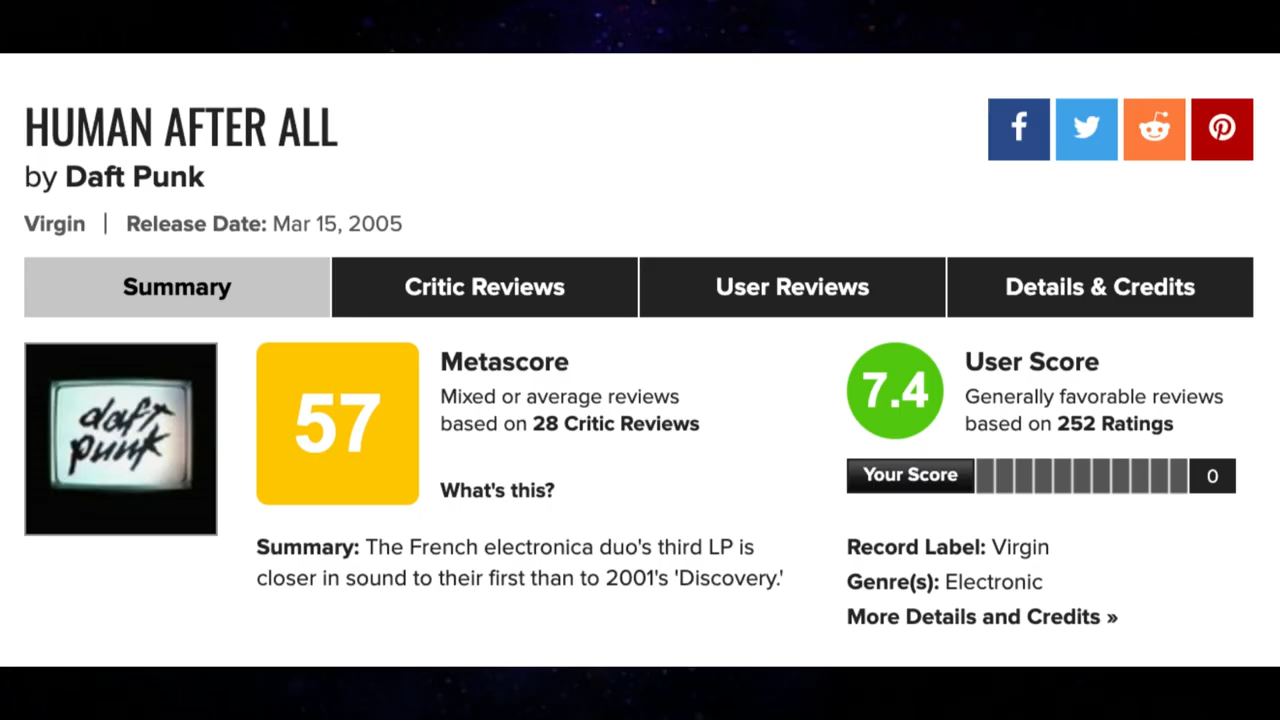 HUMAN AFTER ALL
by Daft Punk
Virgin | Release Date: Mar 15, 2005
Summary
Critic Reviews
User Reviews
Details & Credits
daft
punk
57
Metascore
Mixed or average reviews
based on 28 Critic Reviews
What's this?
7.4
User Score
Generally favorable reviews
based on 252 Ratings
Your Score
0
Summary: The French electronica duo's third LP is
closer in sound to their first than to 2001's 'Discovery.'
Record Label: Virgin
Genre(s): Electronic
More Details and Credits »